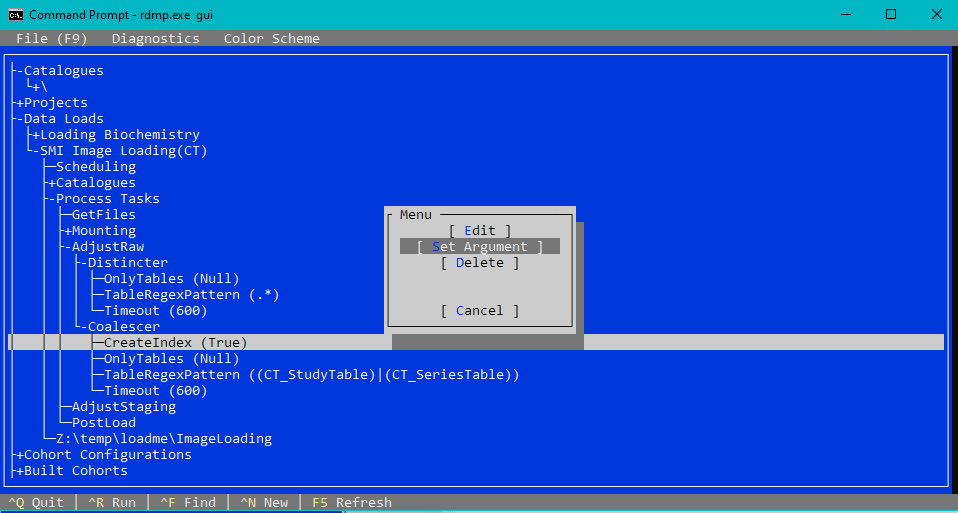 Command Prompt - rdmp.exe gui
File (F9) Diagnostics Color Scheme
-Catalogues
+\
+Projects
-Data Loads
+Loading Biochemistry
-SMI Image Loading(CT)
Scheduling
+Catalogues
-Process Tasks
GetFiles
+Mounting
-AdjustRaw
-Distincter
OnlyTables (Null)
TableRegexPattern (.*)
Timeout (600)
-Coalescer
CreateIndex (True)
OnlyTables (Null)
TableRegexPattern ((CT_StudyTable)|(CT_SeriesTable))
Timeout (600)
AdjustStaging
PostLoad
Z:\temp\loadme\ImageLoading
+Cohort Configurations
+Built Cohorts
Menu
[ Edit ]
[ Set Argument ]
[ Delete ]
[ Cancel ]
^Q Quit │ ^R Run │ ^F Find │ ^N New │ F5 Refresh